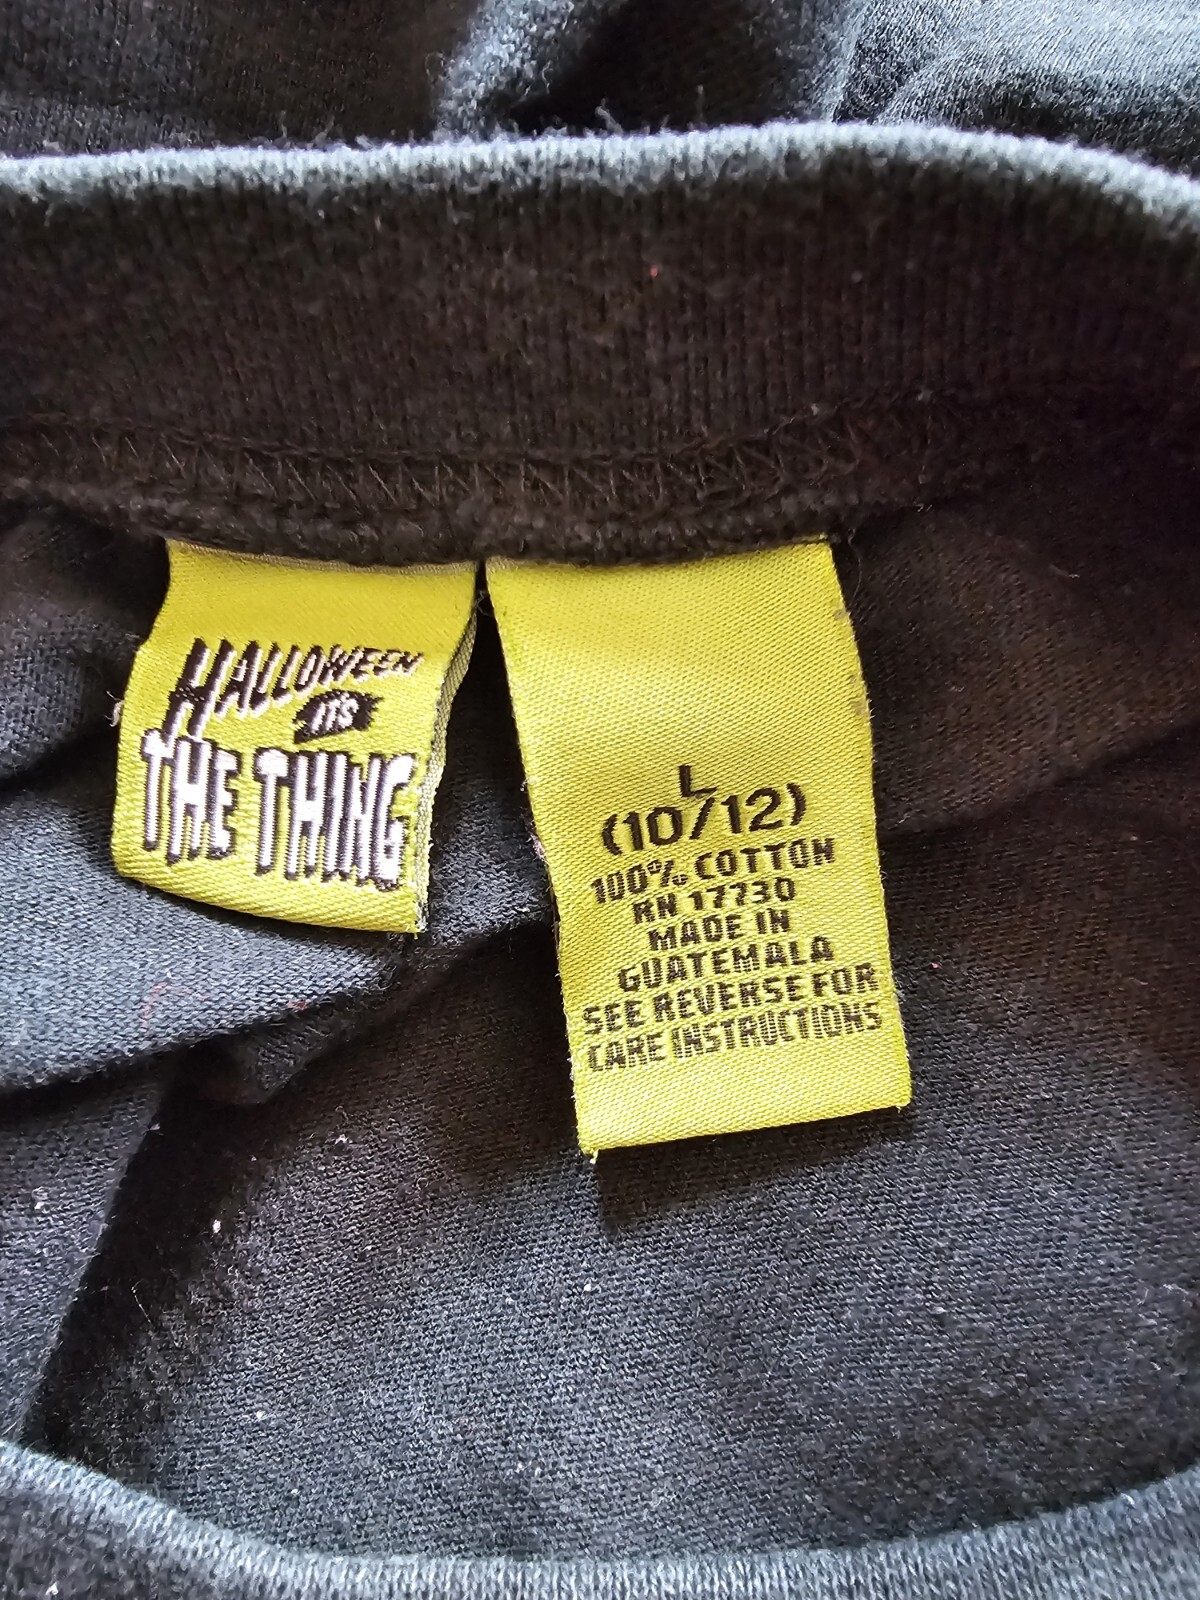 HALLOWEEN
ITS
THE THING
L
(10/12)
100% COTTON
RN 17730
MADE IN
GUATEMALA
SEE REVERSE FOR
CARE INSTRUCTIONS